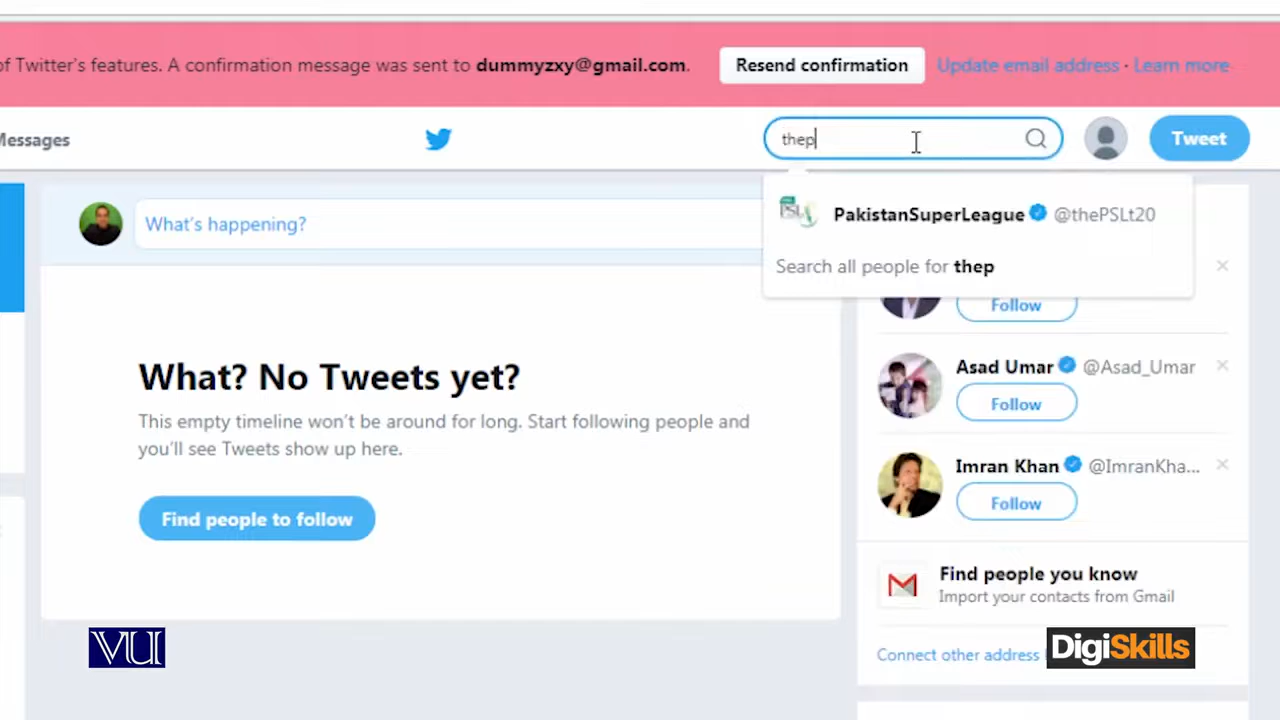 of Twitter's features. A confirmation message was sent to dummyzxy@gmail.com.
Resend confirmation
Update email address · Learn more
Messages
thep
Tweet
PakistanSuperLeague @thePSLt20
Search all people for thep
What's happening?
Follow
What? No Tweets yet?
This empty timeline won't be around for long. Start following people and
you'll see Tweets show up here.
Find people to follow
Asad Umar @Asad_Umar
Follow
Imran Khan @ImranKha...
Follow
Find people you know
Import your contacts from Gmail
Connect other address
VU
DigiSkills